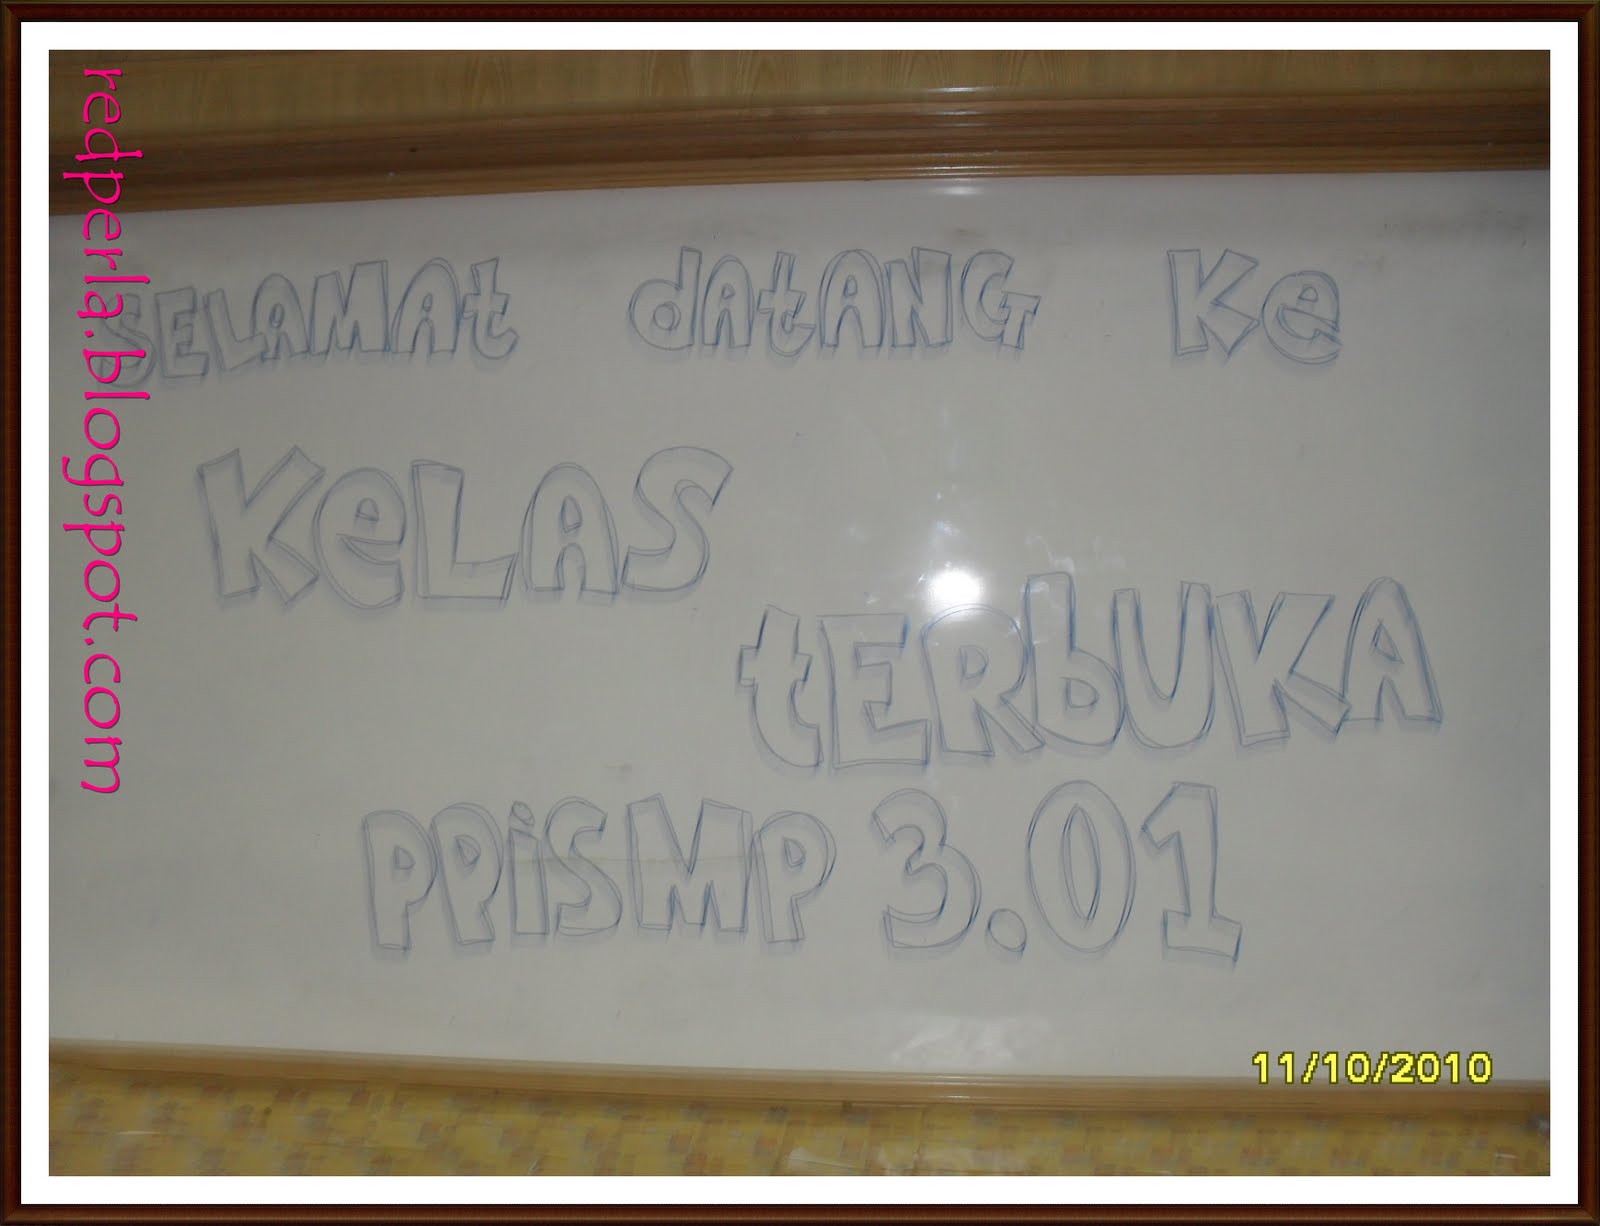 redperla.blogspot.com
SELAMAt dAtANG Ke
KeLAS
tERbUKA
PPiSMP 3.01
11/10/2010